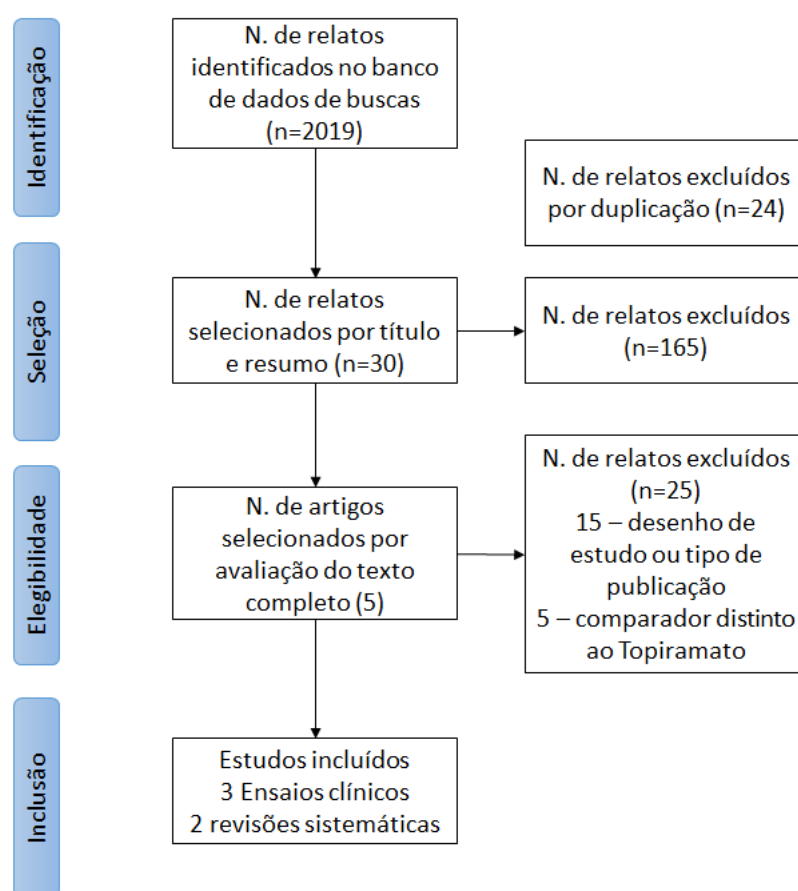 Identificação
N. de relatos
identificados no banco
de dados de buscas
(n=2019)
N. de relatos excluídos
por duplicação (n=24)
Seleção
N. de relatos
selecionados por título
e resumo (n=30)
N. de relatos excluídos
(n=165)
Elegibilidade
N. de artigos
selecionados por
avaliação do texto
completo (5)
N. de relatos excluídos
(n=25)
15 – desenho de
estudo ou tipo de
publicação
5 – comparador distinto
ao Topiramato
Inclusão
Estudos incluídos
3 Ensaios clínicos
2 revisões sistemáticas